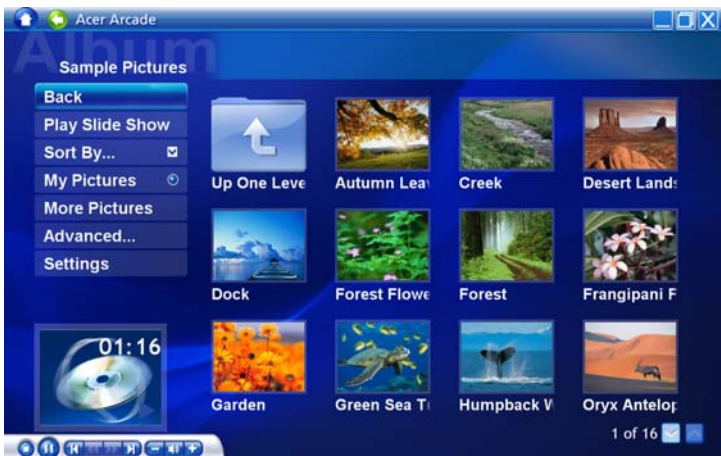 Acer Arcade
Album
Sample Pictures
Back
Play Slide Show
Sort By...
My Pictures
More Pictures
Advanced...
Settings
Up One Leve
Autumn Lea
Creek
Desert Lands
Dock
Forest Flowe
Forest
Frangipani F
Garden
Green Sea T
Humpback W
Oryx Antelop
01:16
1 of 16